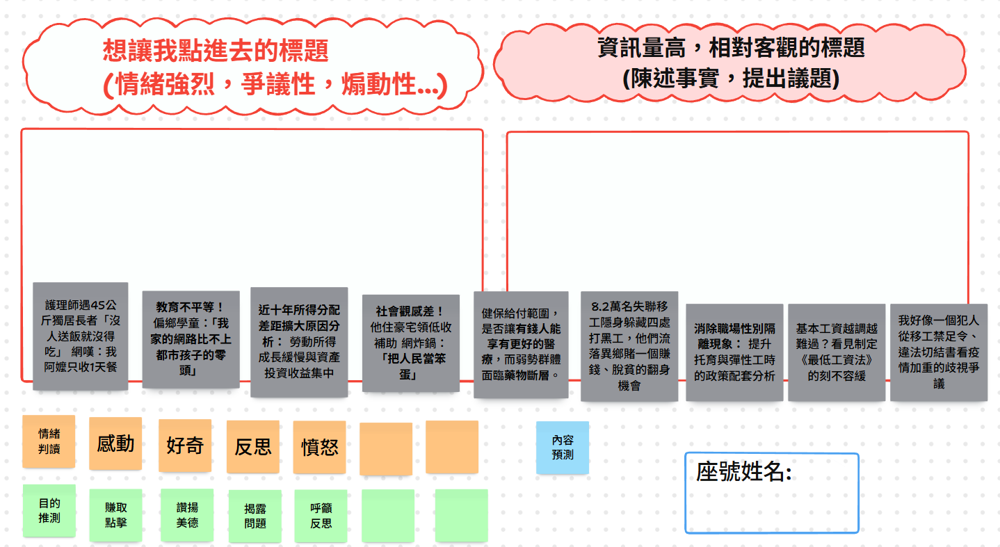 想讓我點進去的標題
(情緒強烈，爭議性，煽動性...)
資訊量高，相對客觀的標題
(陳述事實，提出議題)
護理師遇45公
斤獨居長者「沒
人送飯就沒得
吃」 網嘆：我
阿嬤只收1天餐
教育不平等！
偏鄉學童：「我
家的網路比不上
都市孩子的零
頭」
近十年所得分配
差距擴大原因分
析： 勞動所得
成長緩慢與資產
投資收益集中
社會觀感差！
他住豪宅領低收
補助 網炸鍋：
「把人民當笨
蛋」
健保給付範圍，
是否讓有錢人能
享有更好的醫
療，而弱勢群體
面臨藥物斷層。
8.2萬名失聯移
工隱身躲藏四處
打黑工，他們流
落異鄉賭一個賺
錢、脫貧的翻身
機會
消除職場性別隔
離現象： 提升
托育與彈性工時
的政策配套分析
基本工資越調越
難過？看見制定
《最低工資法》
的刻不容緩
我好像一個犯人
從移工禁足令、
違法切結書看疫
情加重的歧視爭
議
情緒
判讀
感動
好奇
反思
憤怒
內容
預測
座號姓名:
目的
推測
賺取
點擊
讚揚
美德
揭露
問題
呼籲
反思